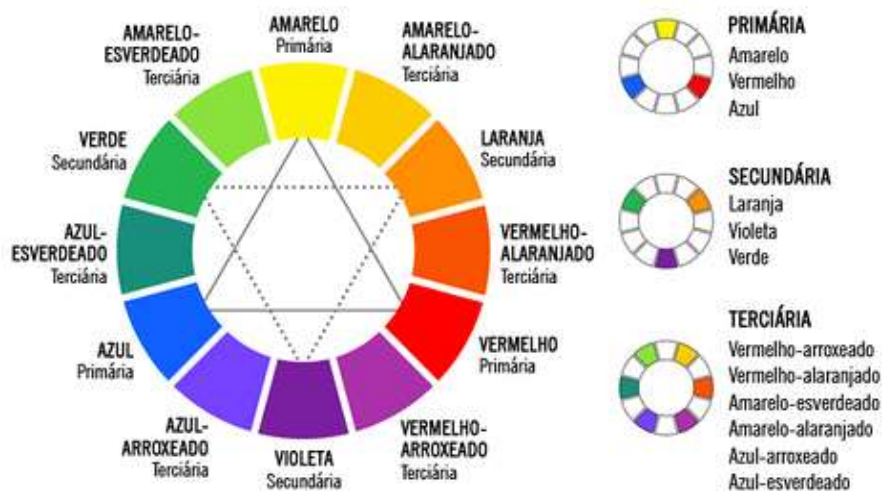 AMARELO
Primária
AMARELO-
ALARANJADO
Terciária
LARANJA
Secundária
VERMELHO-
ALARANJADO
Terciária
VERMELHO
Primária
VERMELHO-
ARROXEADO
Terciária
VIOLETA
Secundária
AZUL-
ARROXEADO
Terciária
AZUL
Primária
AZUL-
ESVERDEADO
Terciária
VERDE
Secundária
AMARELO-
ESVERDEADO
Terciária
PRIMÁRIA
Amarelo
Vermelho
Azul
SECUNDÁRIA
Laranja
Violeta
Verde
TERCIÁRIA
Vermelho-arroxeado
Vermelho-alaranjado
Amarelo-esverdeado
Amarelo-alaranjado
Azul-arroxeado
Azul-esverdeado